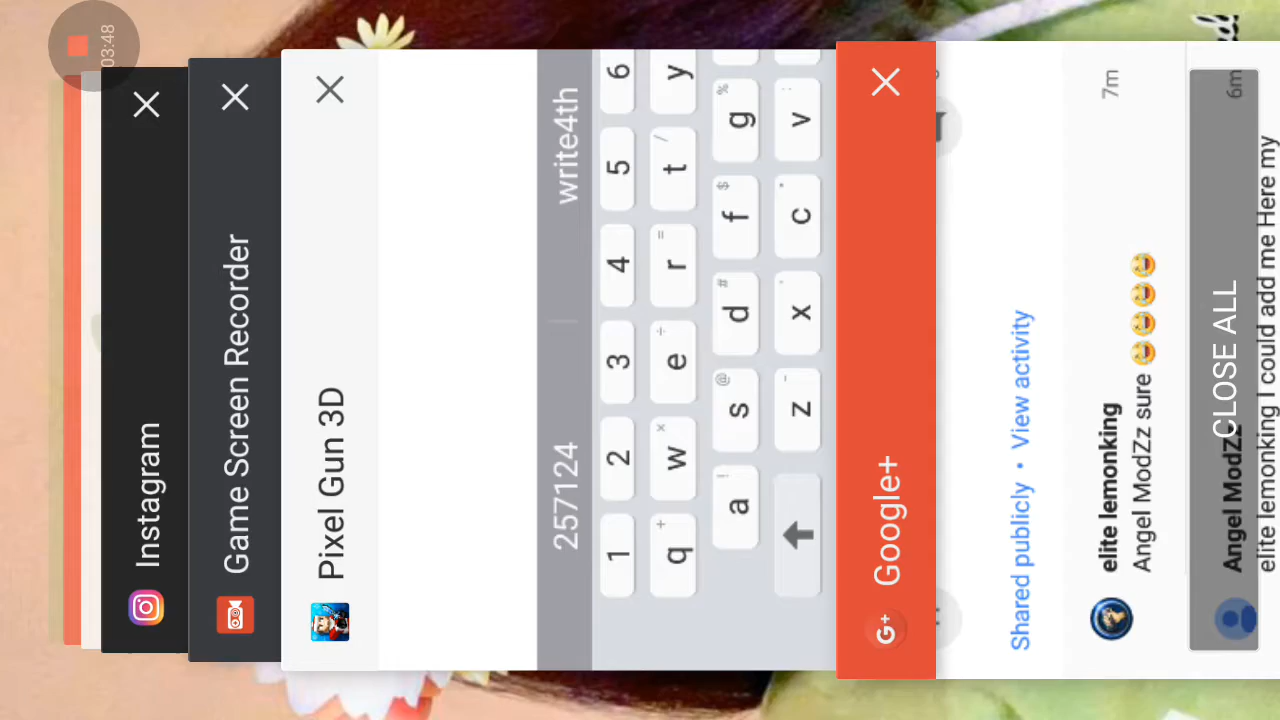 03:48
Instagram
Game Screen Recorder
Pixel Gun 3D
257124 write4th
1 2 3 4 5 6
q w e r t y
a s d f g
z x c v
Google+
Shared publicly • View activity
elite lemonking 7m
Angel ModZz sure 😂😂😂😂
Angel ModZz 6m
elite lemonking I could add me Here my
CLOSE ALL